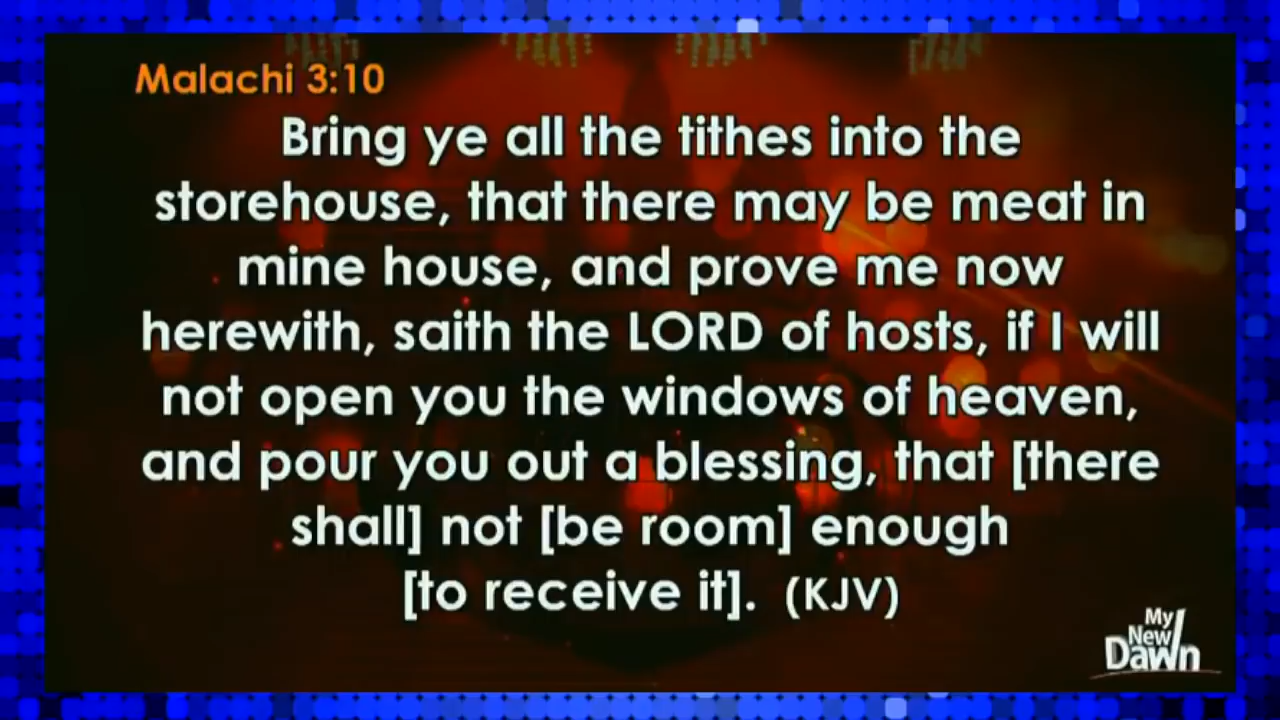 Malachi 3:10
Bring ye all the tithes into the
storehouse, that there may be meat in
mine house, and prove me now
herewith, saith the LORD of hosts, if I will
not open you the windows of heaven,
and pour you out a blessing, that [there
shall] not [be room] enough
[to receive it]. (KJV)
My
New
Dawn